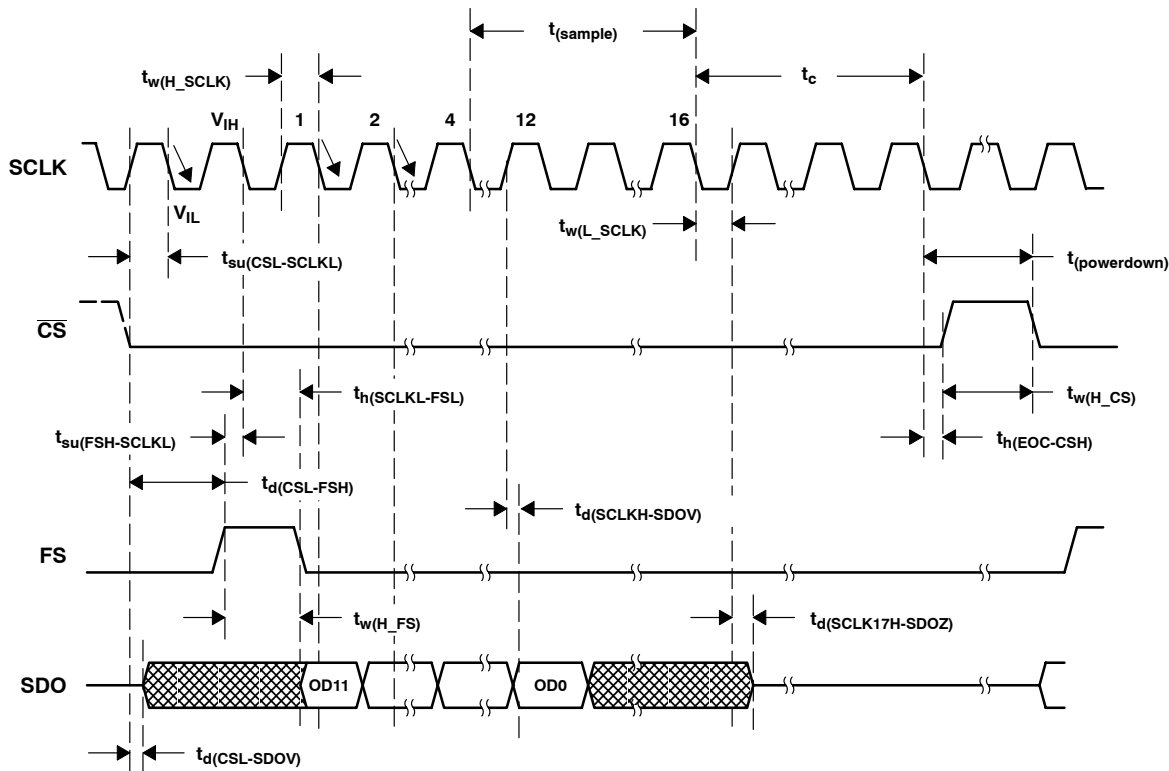 t(sample)
tw(H_SCLK)
tc
VIH
1
2
4
12
16
SCLK
VIL
tw(L_SCLK)
tsu(CSL-SCLKL)
t(powerdown)
CS
th(SCLKL-FSL)
tw(H_CS)
tsu(FSH-SCLKL)
th(EOC-CSH)
td(CSL-FSH)
td(SCLKH-SDOV)
FS
tw(H_FS)
td(SCLK17H-SDOZ)
SDO
OD11
OD0
td(CSL-SDOV)